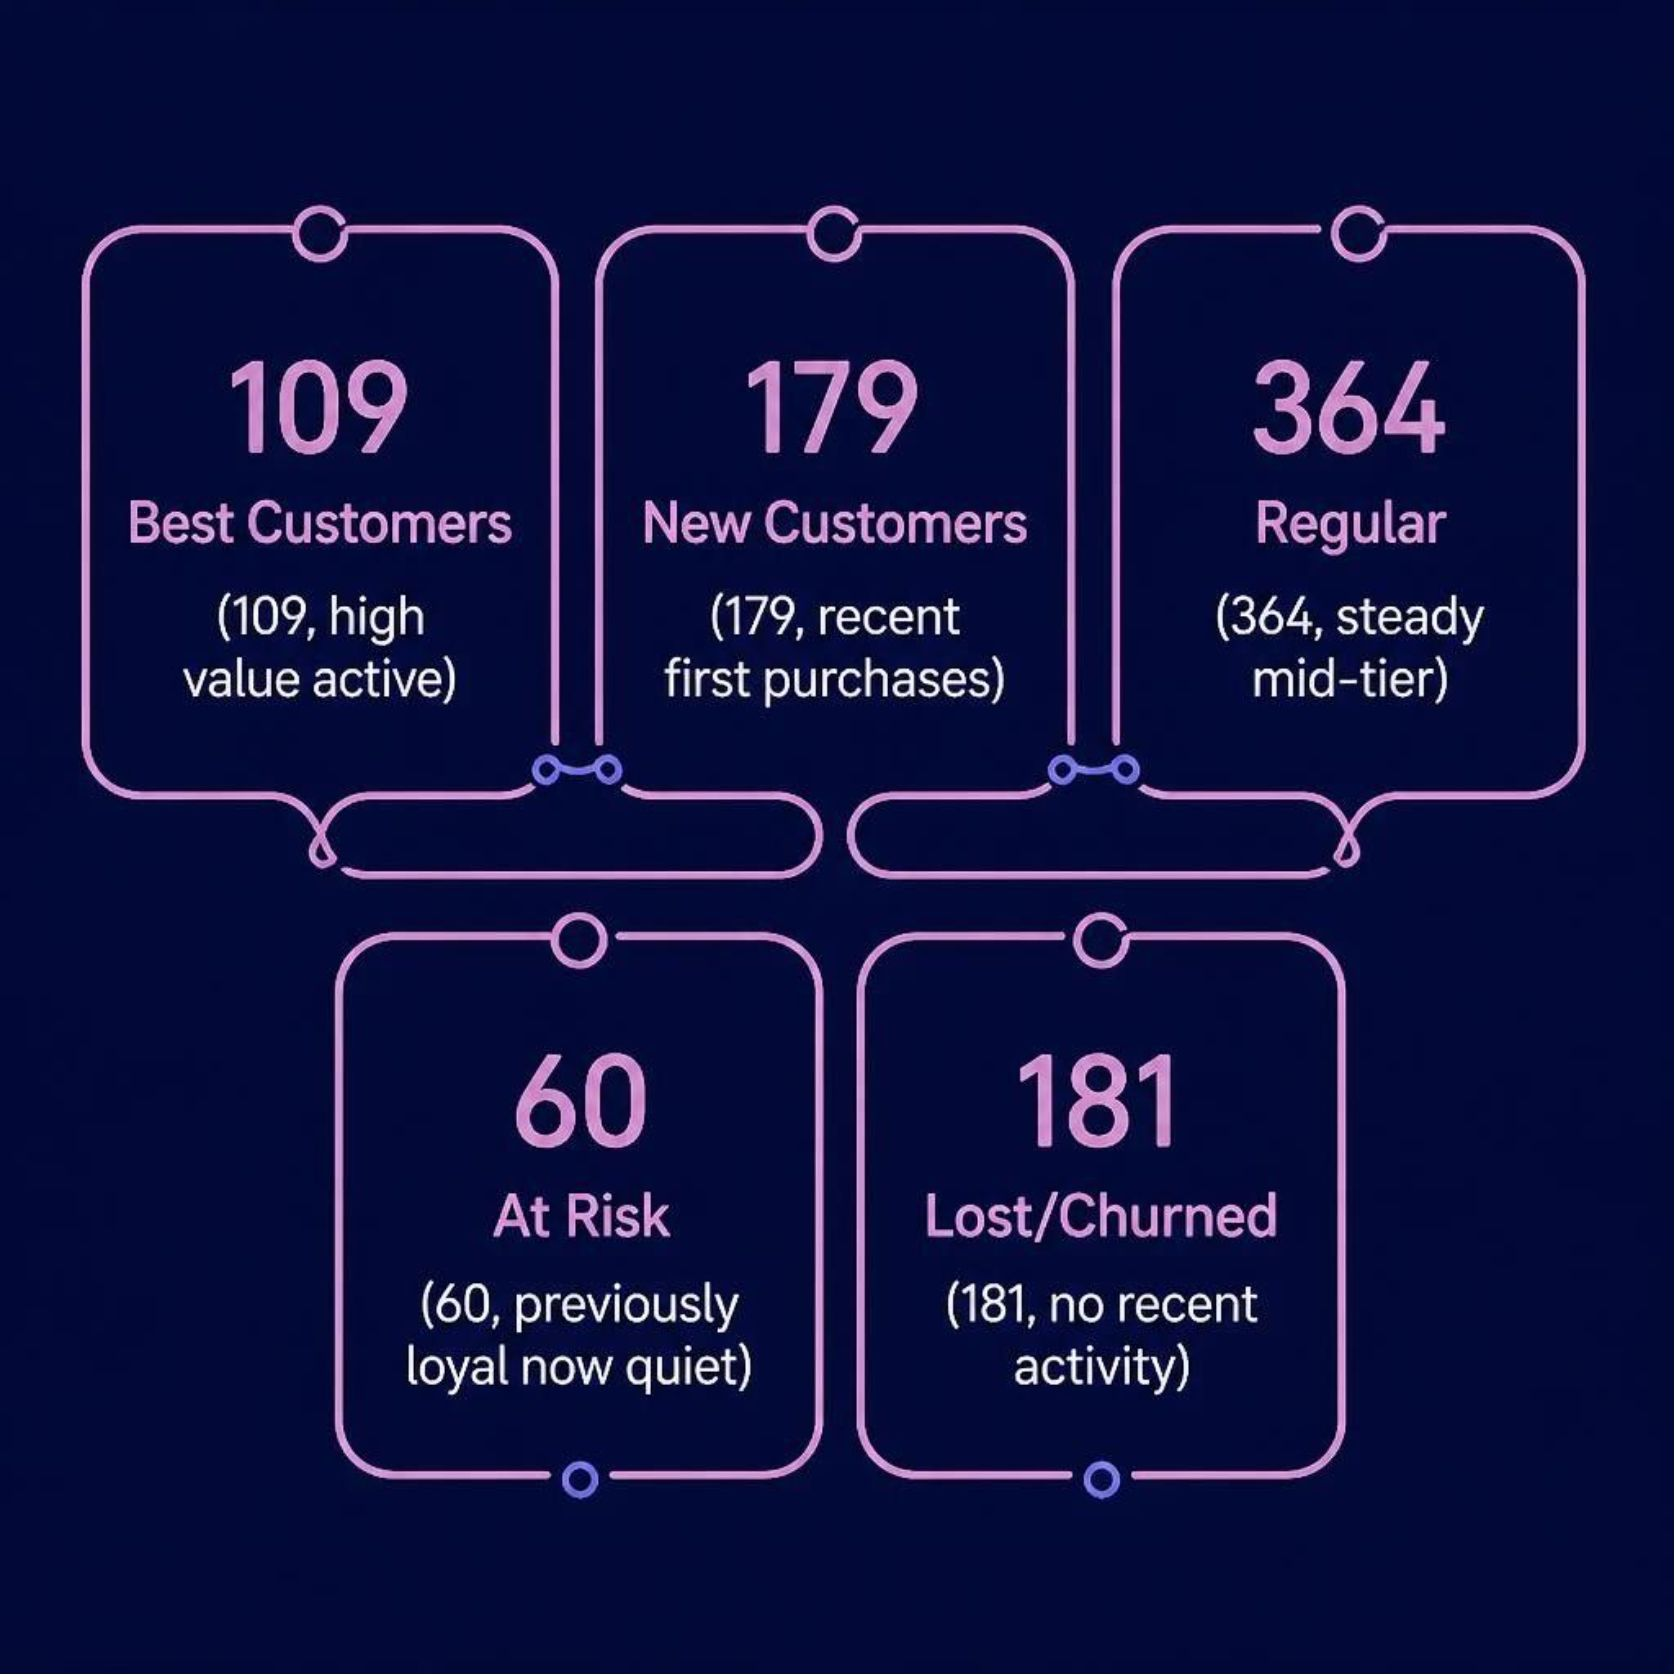 109
Best Customers
(109, high
value active)
179
New Customers
(179, recent
first purchases)
364
Regular
(364, steady
mid-tier)
60
At Risk
(60, previously
loyal now quiet)
181
Lost/Churned
(181, no recent
activity)